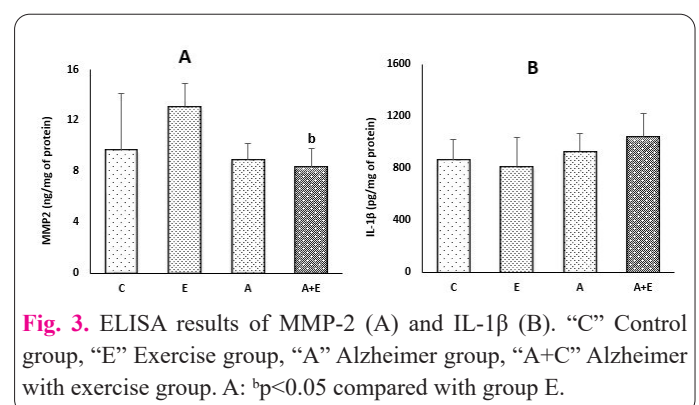 A
16
12
8
4
0
MMP2 (ng/mg of protein)
b
C E A A+E
B
1600
1200
800
400
0
IL-1β (pg/mg of protein)
C E A A+E
Fig. 3. ELISA results of MMP-2 (A) and IL-1β (B). “C” Control
group, “E” Exercise group, “A” Alzheimer group, “A+C” Alzheimer
with exercise group. A: ᵇp<0.05 compared with group E.